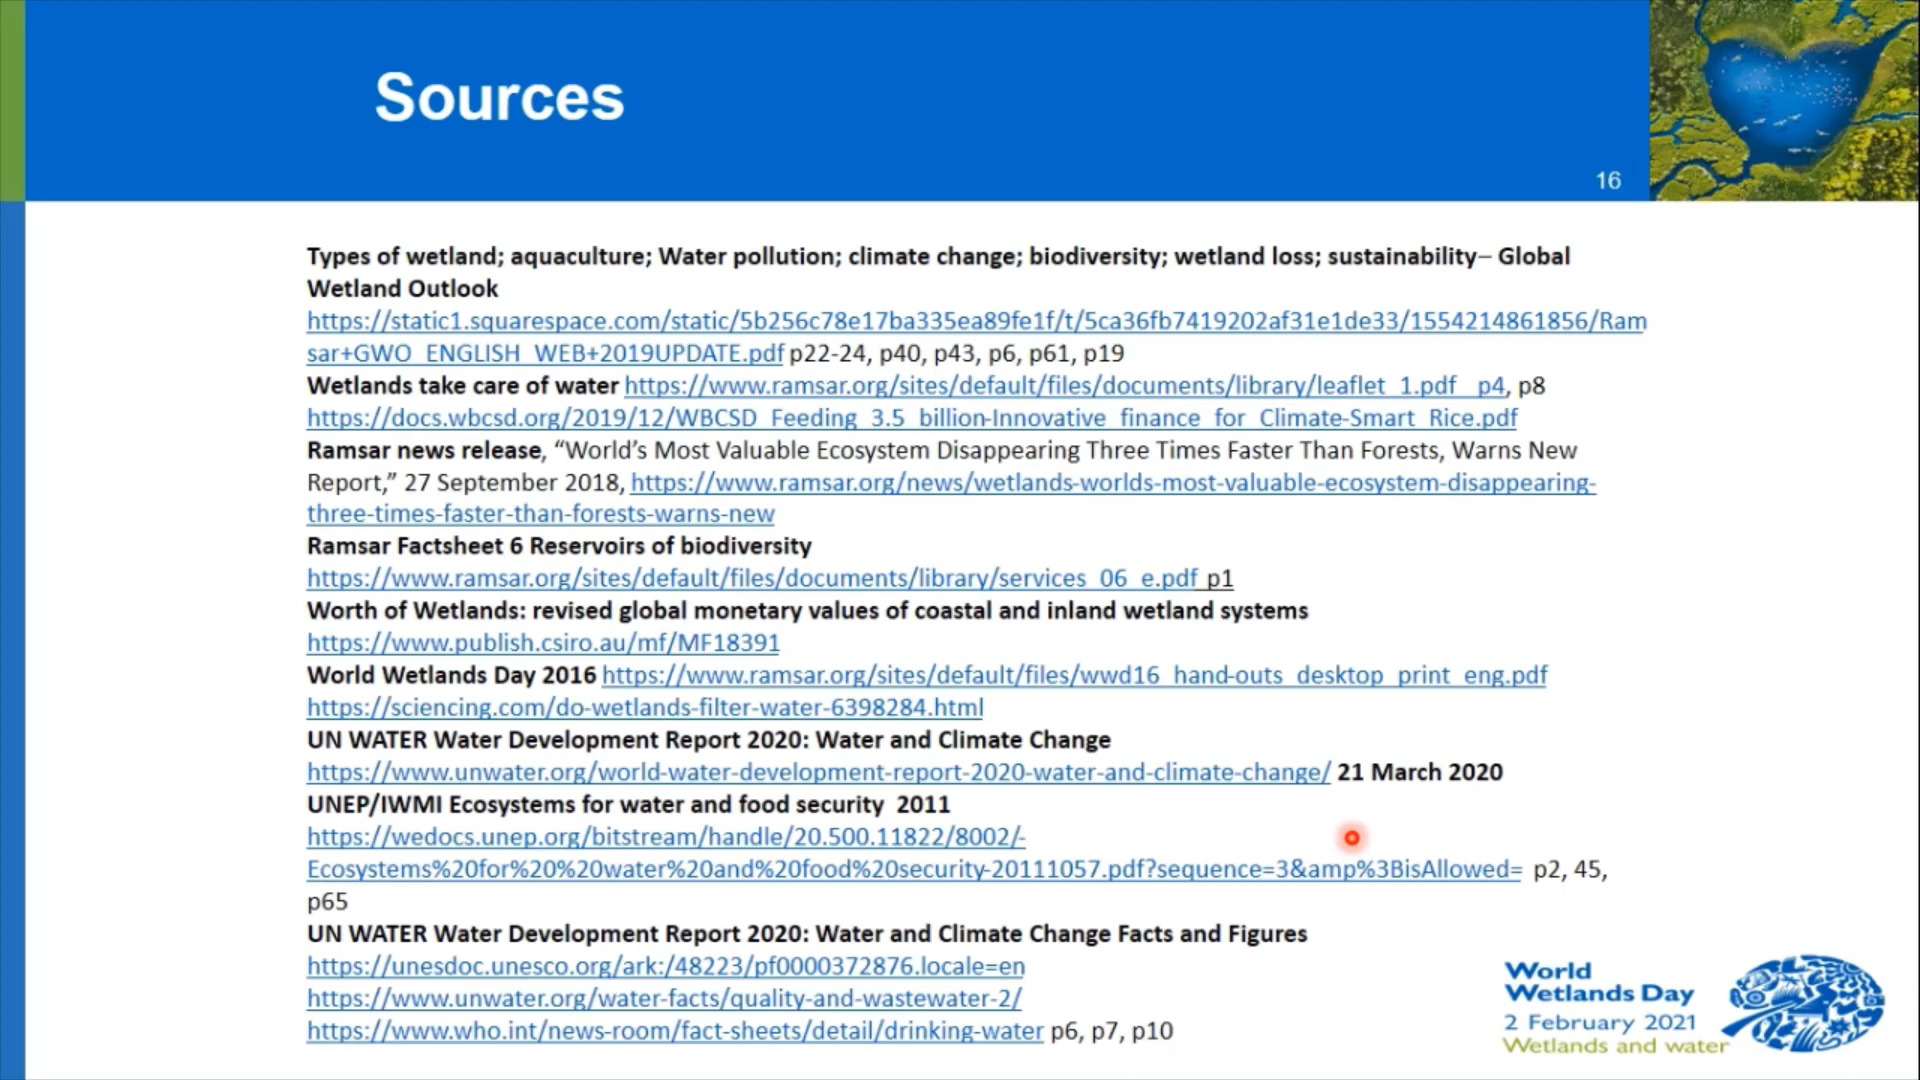 Sources
16
Types of wetland; aquaculture; Water pollution; climate change; biodiversity; wetland loss; sustainability– Global
Wetland Outlook
https://static1.squarespace.com/static/5b256c78e17ba335ea89fe1f/t/5ca36fb7419202af31e1de33/1554214861856/Ram
sar+GWO_ENGLISH_WEB+2019UPDATE.pdf p22-24, p40, p43, p6, p61, p19
Wetlands take care of water https://www.ramsar.org/sites/default/files/documents/library/leaflet_1.pdf_ p4, p8
https://docs.wbcsd.org/2019/12/WBCSD_Feeding_3.5_billion-Innovative_finance_for_Climate-Smart_Rice.pdf
Ramsar news release, “World’s Most Valuable Ecosystem Disappearing Three Times Faster Than Forests, Warns New
Report,” 27 September 2018, https://www.ramsar.org/news/wetlands-worlds-most-valuable-ecosystem-disappearing-
three-times-faster-than-forests-warns-new
Ramsar Factsheet 6 Reservoirs of biodiversity
https://www.ramsar.org/sites/default/files/documents/library/services_06_e.pdf p1
Worth of Wetlands: revised global monetary values of coastal and inland wetland systems
https://www.publish.csiro.au/mf/MF18391
World Wetlands Day 2016 https://www.ramsar.org/sites/default/files/wwd16_hand-outs_desktop_print_eng.pdf
https://sciencing.com/do-wetlands-filter-water-6398284.html
UN WATER Water Development Report 2020: Water and Climate Change
https://www.unwater.org/world-water-development-report-2020-water-and-climate-change/ 21 March 2020
UNEP/IWMI Ecosystems for water and food security 2011
https://wedocs.unep.org/bitstream/handle/20.500.11822/8002/-
Ecosystems%20for%20%20water%20and%20food%20security-20111057.pdf?sequence=3&amp%3BisAllowed= p2, 45,
p65
UN WATER Water Development Report 2020: Water and Climate Change Facts and Figures
https://unesdoc.unesco.org/ark:/48223/pf0000372876.locale=en
https://www.unwater.org/water-facts/quality-and-wastewater-2/
https://www.who.int/news-room/fact-sheets/detail/drinking-water p6, p7, p10
World
Wetlands Day
2 February 2021
Wetlands and water